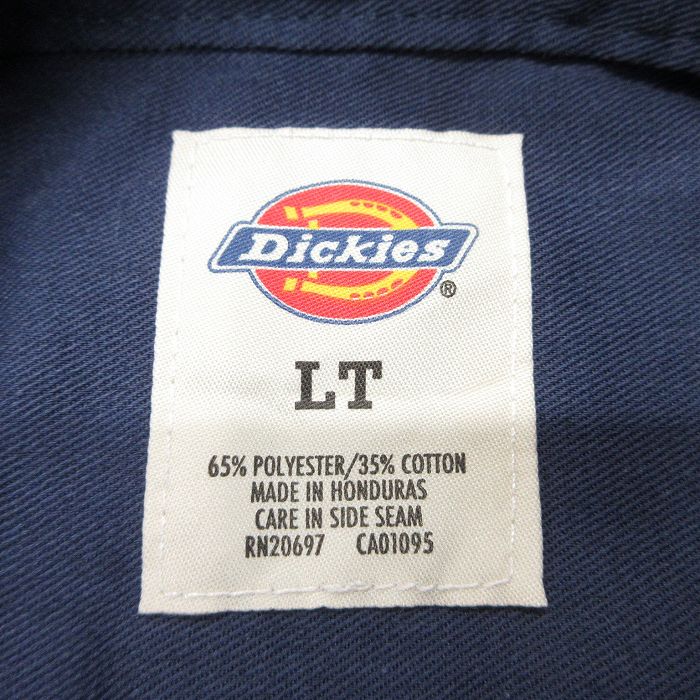 Dickies
®
LT
65% POLYESTER/35% COTTON
MADE IN HONDURAS
CARE IN SIDE SEAM
RN20697 CA01095